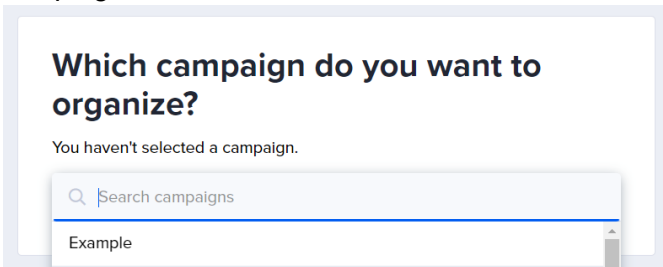 Which campaign do you want to
organize?
You haven't selected a campaign.
Search campaigns
Example